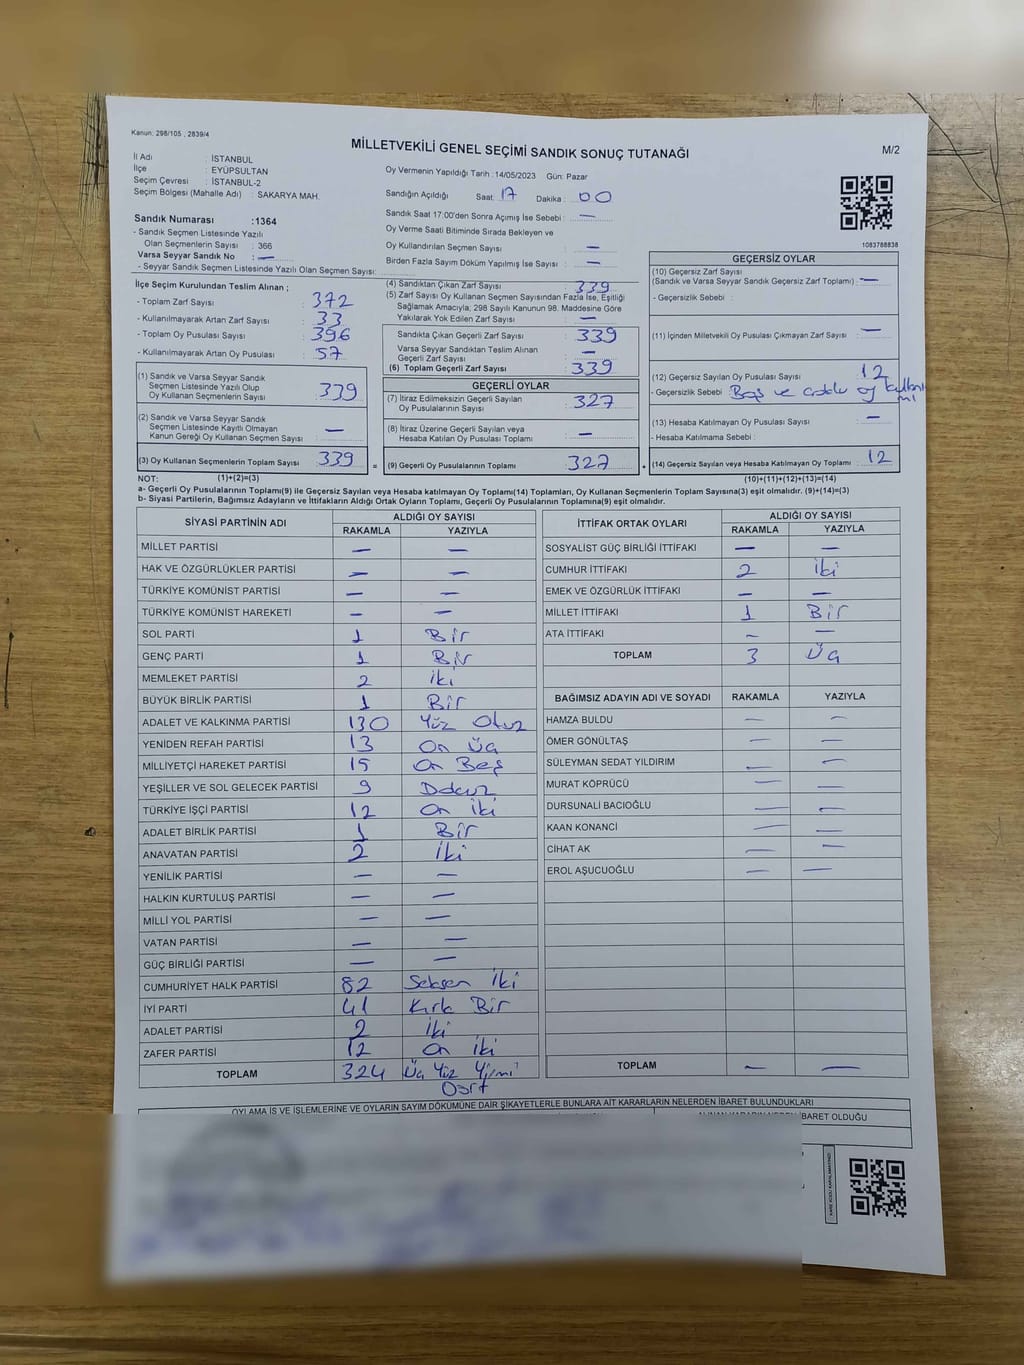 Kanun: 298/105 , 2839/4
MİLLETVEKİLİ GENEL SEÇİMİ SANDIK SONUÇ TUTANAĞI
M/2
İl Adı : İSTANBUL
İlçe : EYÜPSULTAN
Seçim Çevresi : İSTANBUL-2
Seçim Bölgesi (Mahalle Adı) : SAKARYA MAH.
Sandık Numarası :1364
- Sandık Seçmen Listesinde Yazılı
Olan Seçmenlerin Sayısı : 366
Varsa Seyyar Sandık No : —
- Seyyar Sandık Seçmen Listesinde Yazılı Olan Seçmen Sayısı:
Oy Vermenin Yapıldığı Tarih :14/05/2023 Gün: Pazar
Sandığın Açıldığı Saat: 17 Dakika: 00
Sandık Saat 17:00'den Sonra Açımış İse Sebebi : —
Oy Verme Saati Bitiminde Sırada Bekleyen ve
Oy Kullandırılan Seçmen Sayısı —
Birden Fazla Sayım Döküm Yapılmış İse Sayısı : —
1083788838
İlçe Seçim Kurulundan Teslim Alınan ;
- Toplam Zarf Sayısı : 372
- Kullanılmayarak Artan Zarf Sayısı : 33
- Toplam Oy Pusulası Sayısı : 396
- Kullanılmayarak Artan Oy Pusulası : 57
(1) Sandık ve Varsa Seyyar Sandık
Seçmen Listesinde Yazılı Olup
Oy Kullanan Seçmenlerin Sayısı : 339
(2) Sandık ve Varsa Seyyar Sandık
Seçmen Listesinde Kayıtlı Olmayan
Kanun Gereği Oy Kullanan Seçmen Sayısı : —
(3) Oy Kullanan Seçmenlerin Toplam Sayısı : 339 =
(4) Sandıktan Çıkan Zarf Sayısı : 339
(5) Zarf Sayısı Oy Kullanan Seçmen Sayısından Fazla İse, Eşitliği
Sağlamak Amacıyla; 298 Sayılı Kanunun 98. Maddesine Göre
Yakılarak Yok Edilen Zarf Sayısı : —
Sandıkta Çıkan Geçerli Zarf Sayısı : 339
Varsa Seyyar Sandıktan Teslim Alınan
Geçerli Zarf Sayısı : —
(6) Toplam Geçerli Zarf Sayısı : 339
GEÇERLİ OYLAR
(7) İtiraz Edilmeksizin Geçerli Sayılan
Oy Pusulalarının Sayısı : 327
(8) İtiraz Üzerine Geçerli Sayılan veya
Hesaba Katılan Oy Pusulası Toplamı : —
(9) Geçerli Oy Pusulalarının Toplamı 327 +
GEÇERSİZ OYLAR
(10) Geçersiz Zarf Sayısı
(Sandık ve Varsa Seyyar Sandık Geçersiz Zarf Toplamı) : —
- Geçersizlik Sebebi :
(11) İçinden Milletvekili Oy Pusulası Çıkmayan Zarf Sayısı : —
(12) Geçersiz Sayılan Oy Pusulası Sayısı : 12
- Geçersizlik Sebebi : Boş ve oy
(13) Hesaba Katılmayan Oy Pusulası Sayısı : —
- Hesaba Katılmama Sebebi :
(14) Geçersiz Sayılan veya Hesaba Katılmayan Oy Toplamı : 12
NOT: (1)+(2)=(3) (10)+(11)+(12)+(13)=(14)
a- Geçerli Oy Pusulalarının Toplamı(9) ile Geçersiz Sayılan veya Hesaba katılmayan Oy Toplamı(14) Toplamları, Oy Kullanan Seçmenlerin Toplam Sayısına(3) eşit olmalıdır. (9)+(14)=(3)
b- Siyasi Partilerin, Bağımsız Adayların ve İttifakların Aldığı Ortak Oyların Toplamı, Geçerli Oy Pusulalarının Toplamına(9) eşit olmalıdır.
SİYASİ PARTİNİN ADI ALDIĞI OY SAYISI
RAKAMLA YAZIYLA
MİLLET PARTİSİ — —
HAK VE ÖZGÜRLÜKLER PARTİSİ — —
TÜRKİYE KOMÜNİST PARTİSİ — —
TÜRKİYE KOMÜNİST HAREKETİ — —
SOL PARTİ 1 Bir
GENÇ PARTİ 1 Bir
MEMLEKET PARTİSİ 2 iki
BÜYÜK BİRLİK PARTİSİ 1 Bir
ADALET VE KALKINMA PARTİSİ 130 Yüz Otuz
YENİDEN REFAH PARTİSİ 13 On Üç
MİLLİYETÇİ HAREKET PARTİSİ 15 On Beş
YEŞİLLER VE SOL GELECEK PARTİSİ 9 Dokuz
TÜRKİYE İŞÇİ PARTİSİ 12 On iki
ADALET BİRLİK PARTİSİ 1 Bir
ANAVATAN PARTİSİ 2 İki
YENİLİK PARTİSİ — —
HALKIN KURTULUŞ PARTİSİ — —
MİLLİ YOL PARTİSİ — —
VATAN PARTİSİ — —
GÜÇ BİRLİĞİ PARTİSİ — —
CUMHURİYET HALK PARTİSİ 82 Seksen iki
İYİ PARTİ 41 Kırk Bir
ADALET PARTİSİ 2 İki
ZAFER PARTİSİ 12 On iki
TOPLAM 324 Üç Yüz Yirmi
Dört
İTTİFAK ORTAK OYLARI ALDIĞI OY SAYISI
RAKAMLA YAZIYLA
SOSYALİST GÜÇ BİRLİĞİ İTTİFAKI — —
CUMHUR İTTİFAKI 2 iki
EMEK VE ÖZGÜRLÜK İTTİFAKI — —
MİLLET İTTİFAKI 1 Bir
ATA İTTİFAKI — —
TOPLAM 3 Üç
BAĞIMSIZ ADAYIN ADI VE SOYADI RAKAMLA YAZIYLA
HAMZA BULDU — —
ÖMER GÖNÜLTAŞ — —
SÜLEYMAN SEDAT YILDIRIM — —
MURAT KÖPRÜCÜ — —
DURSUNALİ BACIOĞLU — —
KAAN KONANCİ — —
CİHAT AK — —
EROL AŞUCUOĞLU — —
TOPLAM — —
OYLAMA İŞ VE İŞLEMLERİNE VE OYLARIN SAYIM DÖKÜMÜNE DAİR ŞİKAYETLERLE BUNLARA AİT KARARLARIN NELERDEN İBARET BULUNDUKLARI
İBARET OLDUĞU